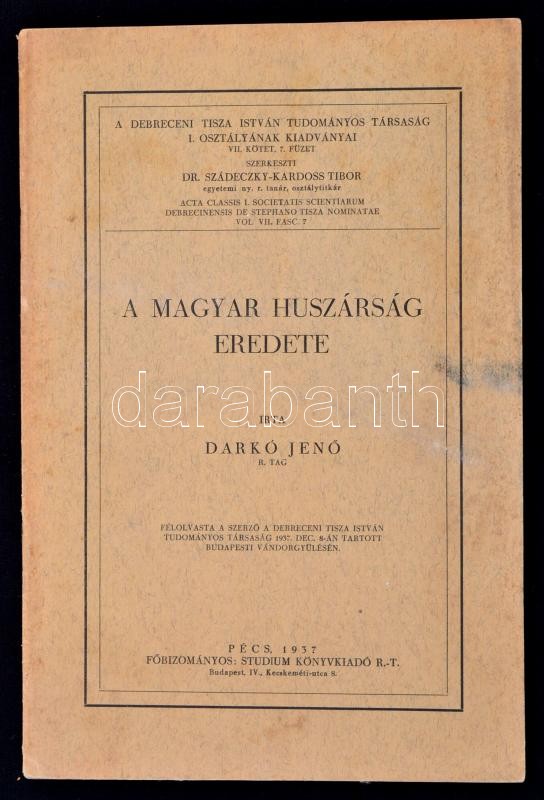 A DEBRECENI TISZA ISTVÁN TUDOMÁNYOS TÁRSASÁG
I. OSZTÁLYÁNAK KIADVÁNYAI
VII. KÖTET, 7. FÜZET
SZERKESZTI
DR. SZÁDECZKY-KARDOSS TIBOR
egyetemi ny. r. tanár, osztálytitkár
ACTA CLASSIS I. SOCIETATIS SCIENTIARUM
DEBRECINENSIS DE STEPHANO TISZA NOMINATAE
VOL. VII. FASC. 7
A MAGYAR HUSZÁRSÁG
EREDETE
darabanth
IRTA
DARKÓ JENŐ
R. TAG
FÉLOLVASTA A SZERZŐ A DEBRECENI TISZA ISTVÁN
TUDOMÁNYOS TÁRSASÁG 1937. DEC. 8-ÁN TARTOTT
BUDAPESTI VÁNDORGYŰLÉSÉN.
PÉCS, 1937
FŐBIZOMÁNYOS: STUDIUM KÖNYVKIADÓ R.-T.
Budapest, IV., Kecskeméti-utca 8.